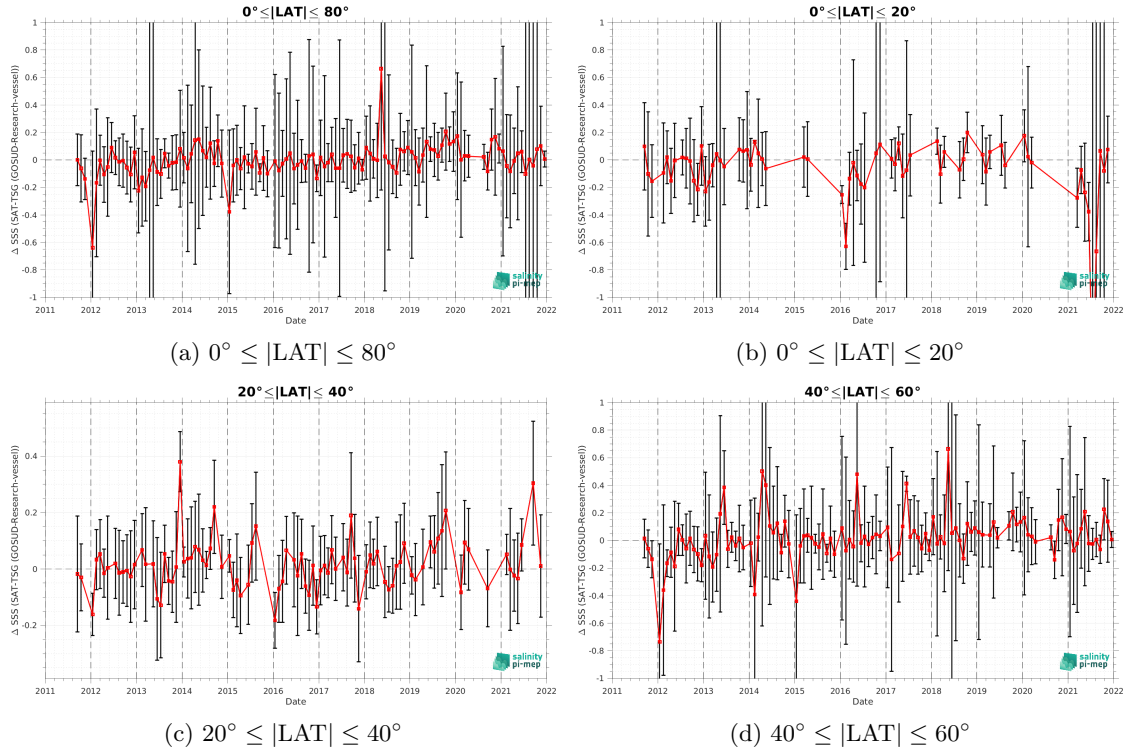 0°≤|LAT|≤ 80°
Δ SSS (SAT-TSG (GOSUD-Research-vessel))
1
0.8
0.6
0.4
0.2
0
-0.2
-0.4
-0.6
-0.8
-1
2011 2012 2013 2014 2015 2016 2017 2018 2019 2020 2021 2022
Date
salinity
pi-mep
(a) 0° ≤ |LAT| ≤ 80°
0°≤|LAT|≤ 20°
Δ SSS (SAT-TSG (GOSUD-Research-vessel))
1
0.8
0.6
0.4
0.2
0
-0.2
-0.4
-0.6
-0.8
-1
2011 2012 2013 2014 2015 2016 2017 2018 2019 2020 2021 2022
Date
salinity
pi-mep
(b) 0° ≤ |LAT| ≤ 20°
20°≤|LAT|≤ 40°
Δ SSS (SAT-TSG (GOSUD-Research-vessel))
0.4
0.2
0
-0.2
2011 2012 2013 2014 2015 2016 2017 2018 2019 2020 2021 2022
Date
salinity
pi-mep
(c) 20° ≤ |LAT| ≤ 40°
40°≤|LAT|≤ 60°
Δ SSS (SAT-TSG (GOSUD-Research-vessel))
1
0.8
0.6
0.4
0.2
0
-0.2
-0.4
-0.6
-0.8
-1
2011 2012 2013 2014 2015 2016 2017 2018 2019 2020 2021 2022
Date
salinity
pi-mep
(d) 40° ≤ |LAT| ≤ 60°